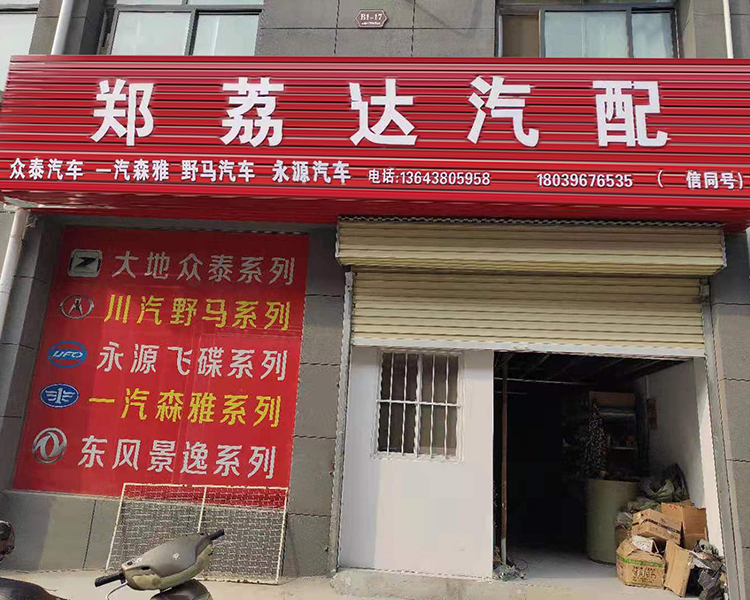 B1-17
郑荔达汽配
众泰汽车 一汽森雅 野马汽车 永源汽车 电话:13643805958 18039676535 ( 信同号)
大地众泰系列
川汽野马系列
UFO 永源飞碟系列
一汽森雅系列
东风景逸系列